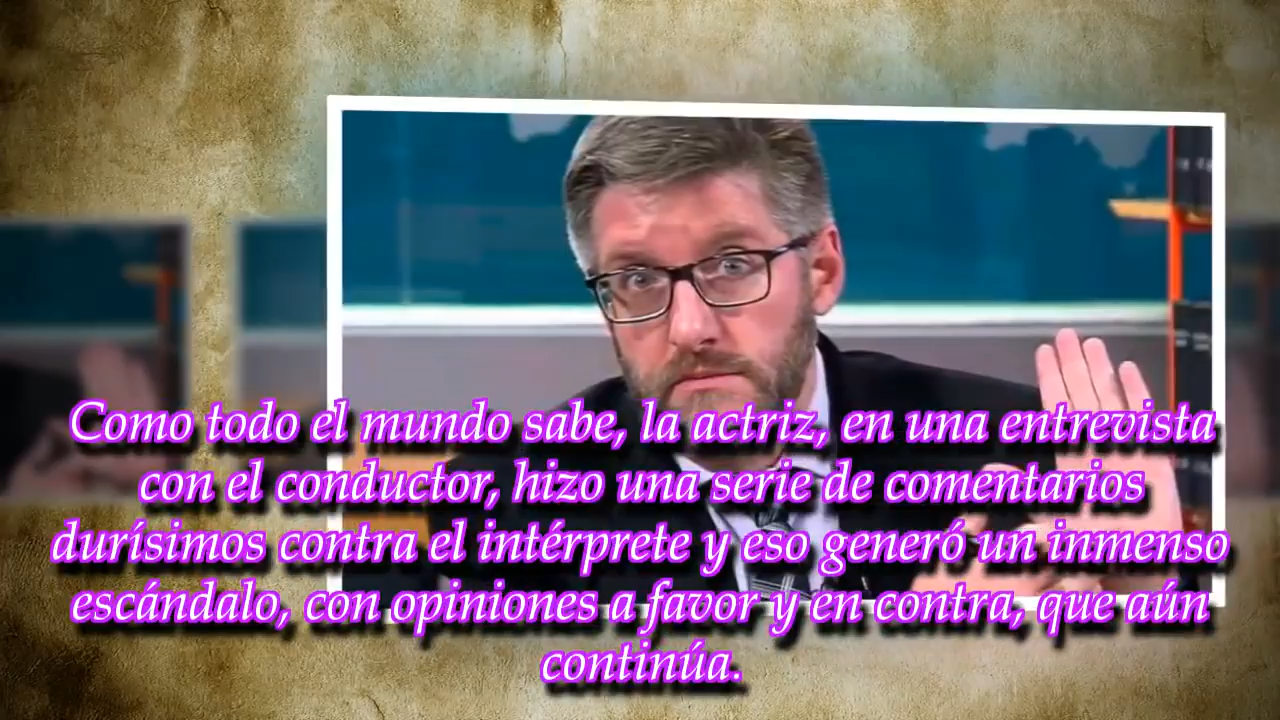 Como todo el mundo sabe, la actriz, en una entrevista
con el conductor, hizo una serie de comentarios
durísimos contra el intérprete y eso generó un inmenso
escándalo, con opiniones a favor y en contra, que aún
continúa.